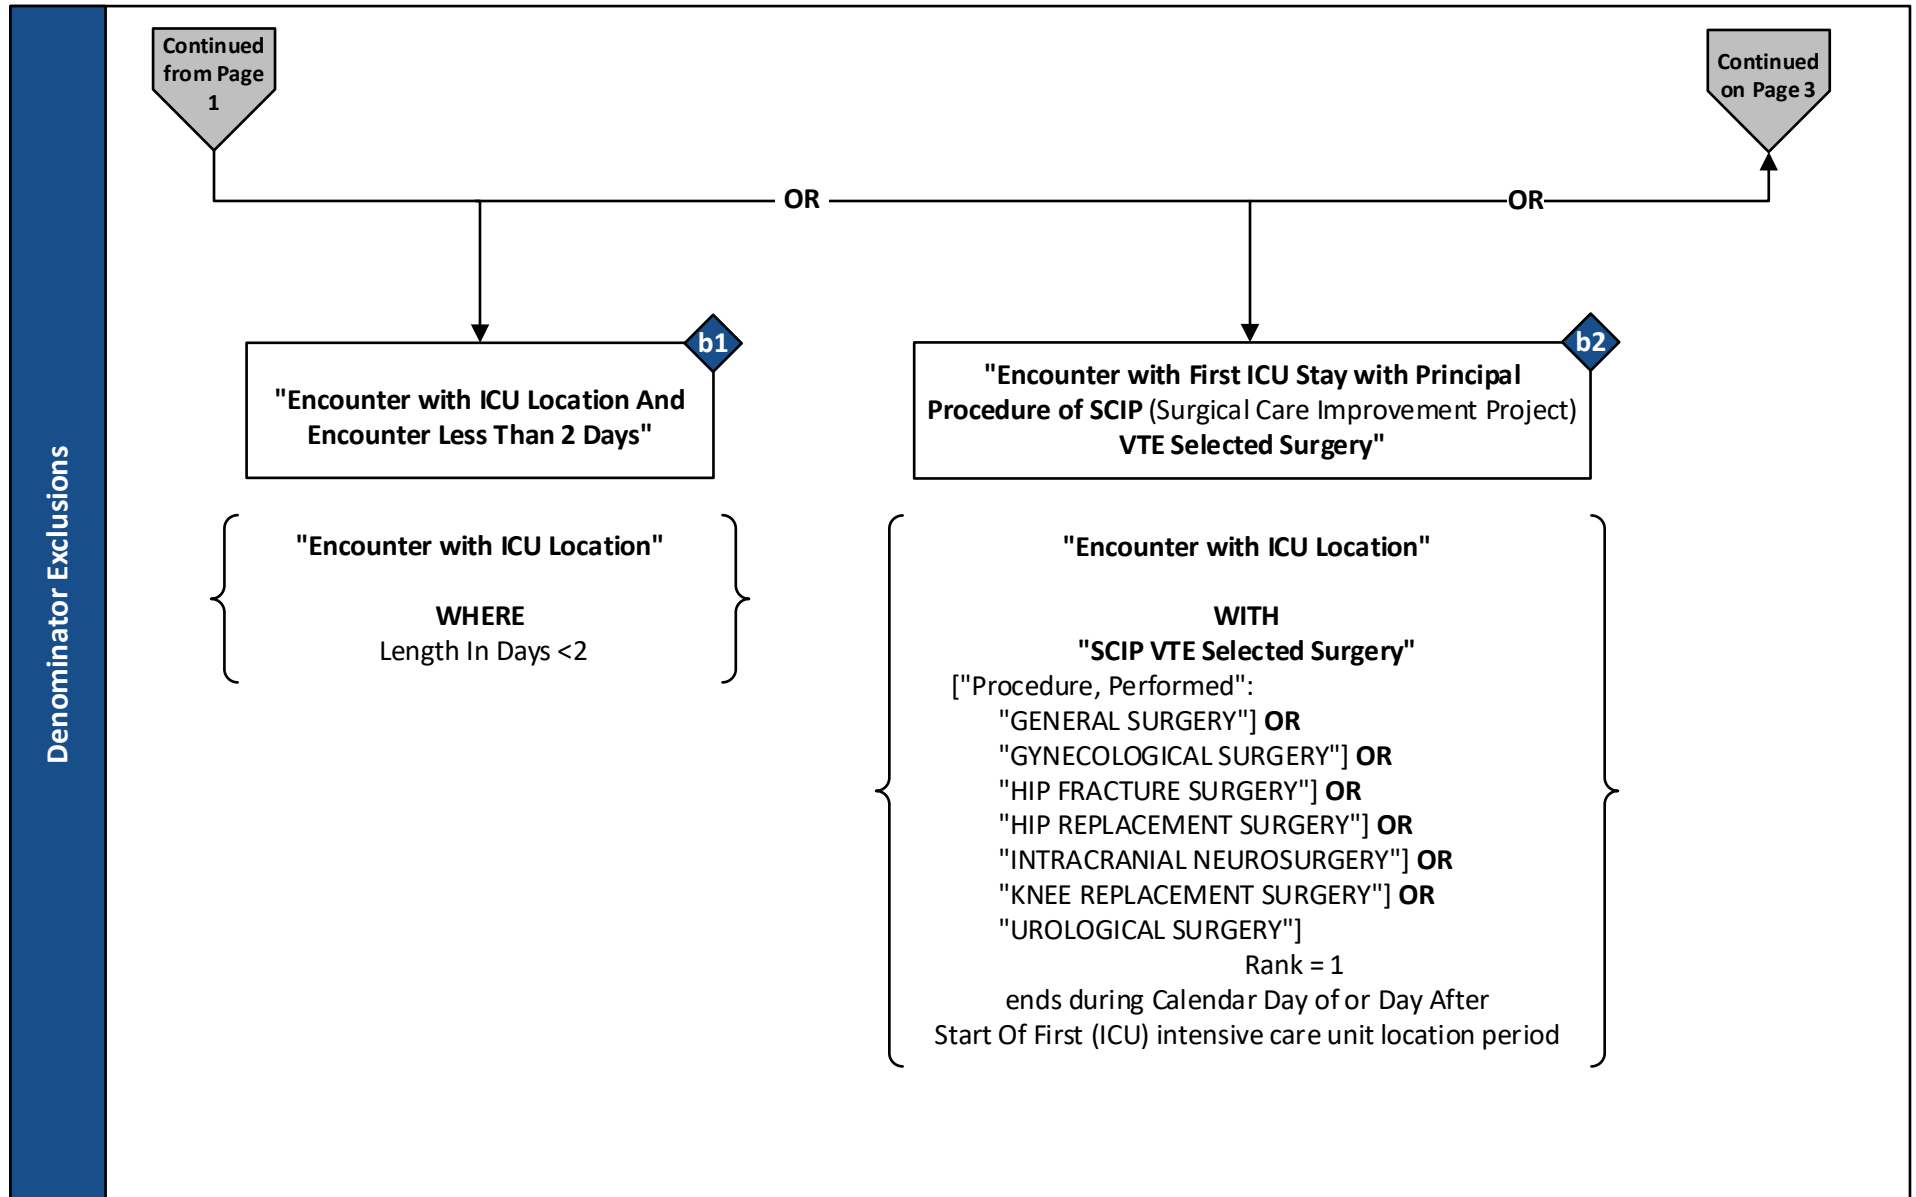 Denominator Exclusions
Continued
from Page
1
Continued
on Page 3
OR
OR
b1
"Encounter with ICU Location And
Encounter Less Than 2 Days"
"Encounter with ICU Location"
WHERE
Length In Days <2
b2
"Encounter with First ICU Stay with Principal
Procedure of SCIP (Surgical Care Improvement Project)
VTE Selected Surgery"
"Encounter with ICU Location"
WITH
"SCIP VTE Selected Surgery"
["Procedure, Performed":
"GENERAL SURGERY"] OR
"GYNECOLOGICAL SURGERY"] OR
"HIP FRACTURE SURGERY"] OR
"HIP REPLACEMENT SURGERY"] OR
"INTRACRANIAL NEUROSURGERY"] OR
"KNEE REPLACEMENT SURGERY"] OR
"UROLOGICAL SURGERY"]
Rank = 1
ends during Calendar Day of or Day After
Start Of First (ICU) intensive care unit location period